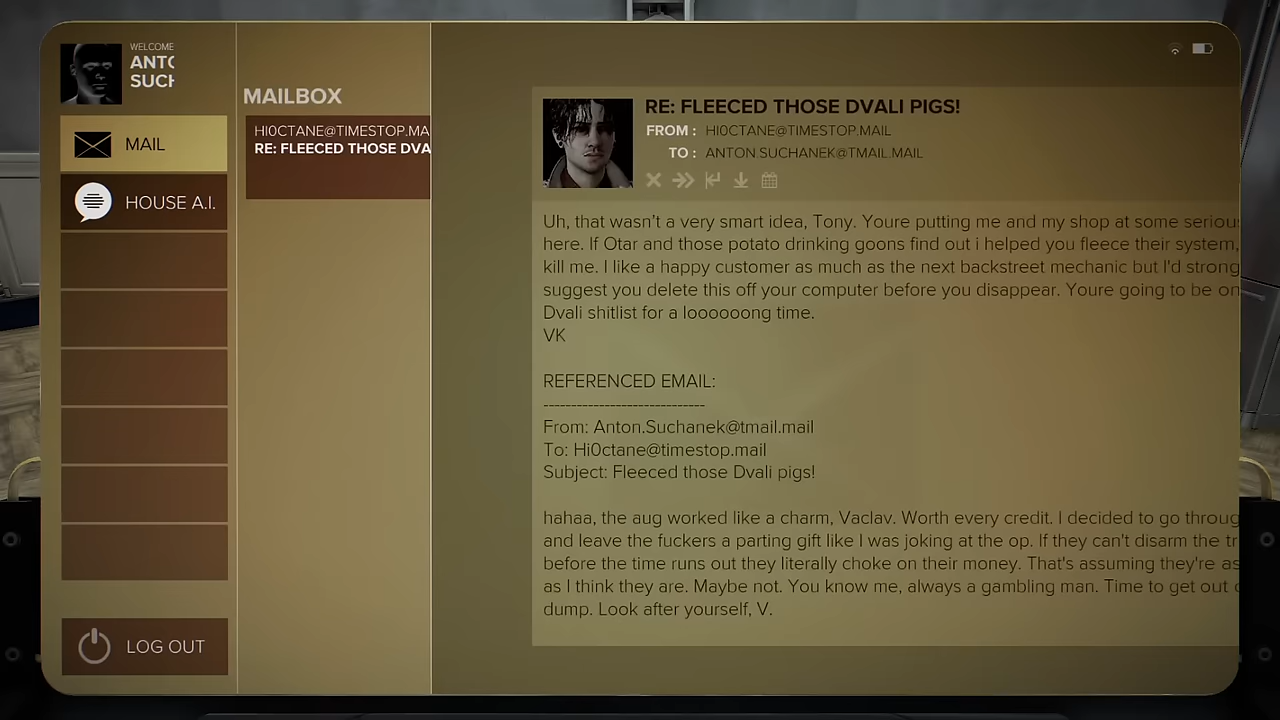 WELCOME
MAIL
HOUSE A.I.
LOG OUT
MAILBOX
HI0CTANE@TIMESTOP.MA
RE: FLEECED THOSE DVA
RE: FLEECED THOSE DVALI PIGS!
FROM : HI0CTANE@TIMESTOP.MAIL
TO : ANTON.SUCHANEK@TMAIL.MAIL
Uh, that wasn't a very smart idea, Tony. Youre putting me and my shop at some serious
here. If Otar and those potato drinking goons find out i helped you fleece their system,
kill me. I like a happy customer as much as the next backstreet mechanic but I'd strong
suggest you delete this off your computer before you disappear. Youre going to be on
Dvali shitlist for a loooooong time.
VK
REFERENCED EMAIL:
----------------------------
From: Anton.Suchanek@tmail.mail
To: Hi0ctane@timestop.mail
Subject: Fleeced those Dvali pigs!
hahaa, the aug worked like a charm, Vaclav. Worth every credit. I decided to go throug
and leave the fuckers a parting gift like I was joking at the op. If they can't disarm the tr
before the time runs out they literally choke on their money. That's assuming they're as
as I think they are. Maybe not. You know me, always a gambling man. Time to get out
dump. Look after yourself, V.